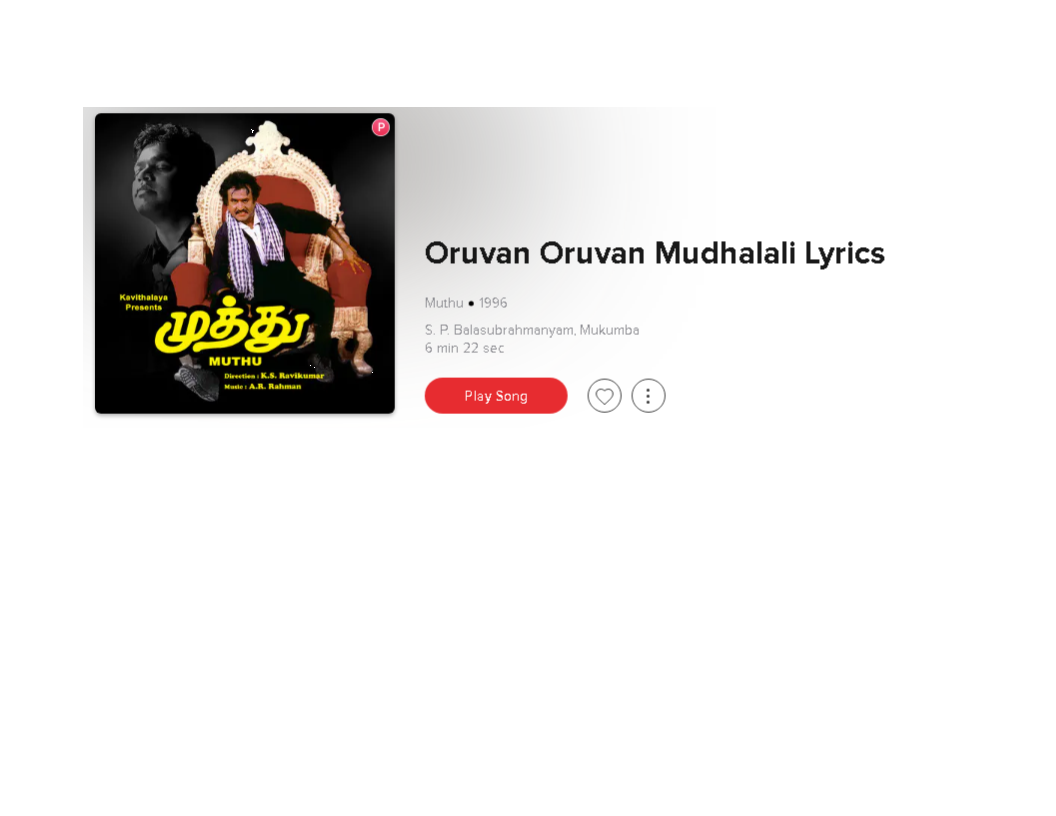 P
Kavithalaya
Presents
முத்து
MUTHU
Direction : K.S. Ravikumar
Music : A.R. Rahman
Oruvan Oruvan Mudhalali Lyrics
Muthu ● 1996
S. P. Balasubrahmanyam, Mukumba
6 min 22 sec
Play Song